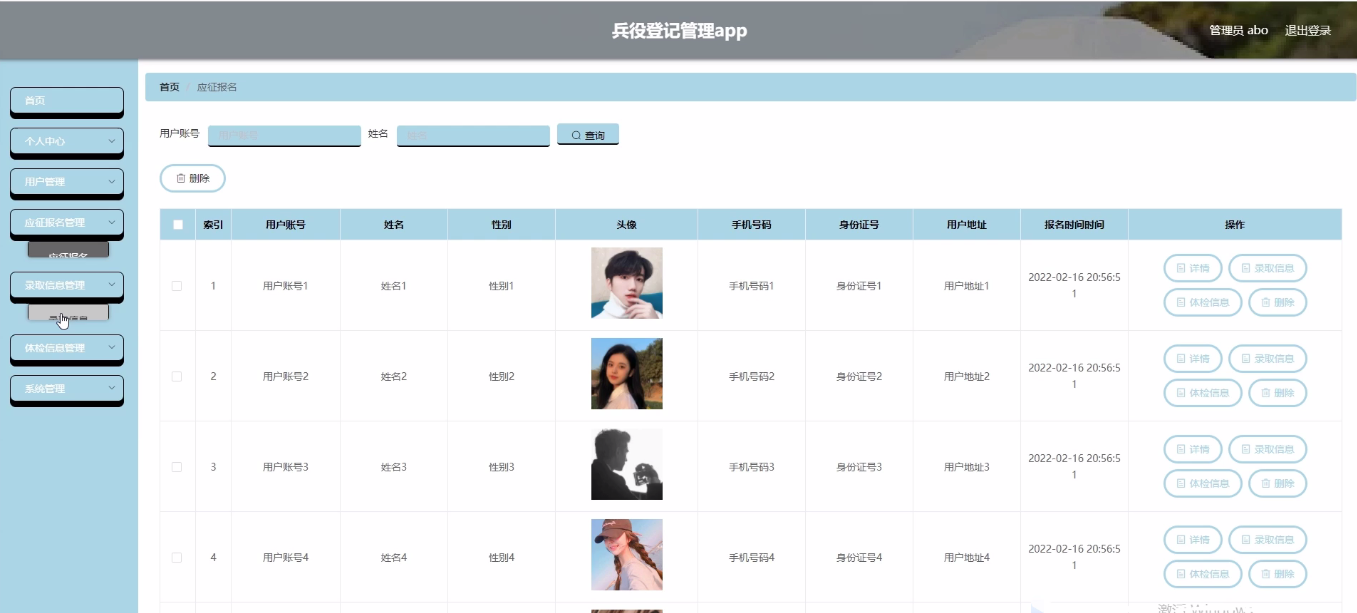 兵役登记管理app
管理员 abo 退出登录
首页
个人中心
用户管理
应征报名管理
应征报名
录取信息管理
体检信息管理
系统管理
首页 / 应征报名
用户账号 用户账号 姓名 姓名 查询
删除
索引 用户账号 姓名 性别 头像 手机号码 身份证号 用户地址 报名时间时间 操作
1 用户账号1 姓名1 性别1 手机号码1 身份证号1 用户地址1 2022-02-16 20:56:5
1
详情 录取信息
体检信息 删除
2 用户账号2 姓名2 性别2 手机号码2 身份证号2 用户地址2 2022-02-16 20:56:5
1
详情 录取信息
体检信息 删除
3 用户账号3 姓名3 性别3 手机号码3 身份证号3 用户地址3 2022-02-16 20:56:5
1
详情 录取信息
体检信息 删除
4 用户账号4 姓名4 性别4 手机号码4 身份证号4 用户地址4 2022-02-16 20:56:5
1
详情 录取信息
体检信息 删除